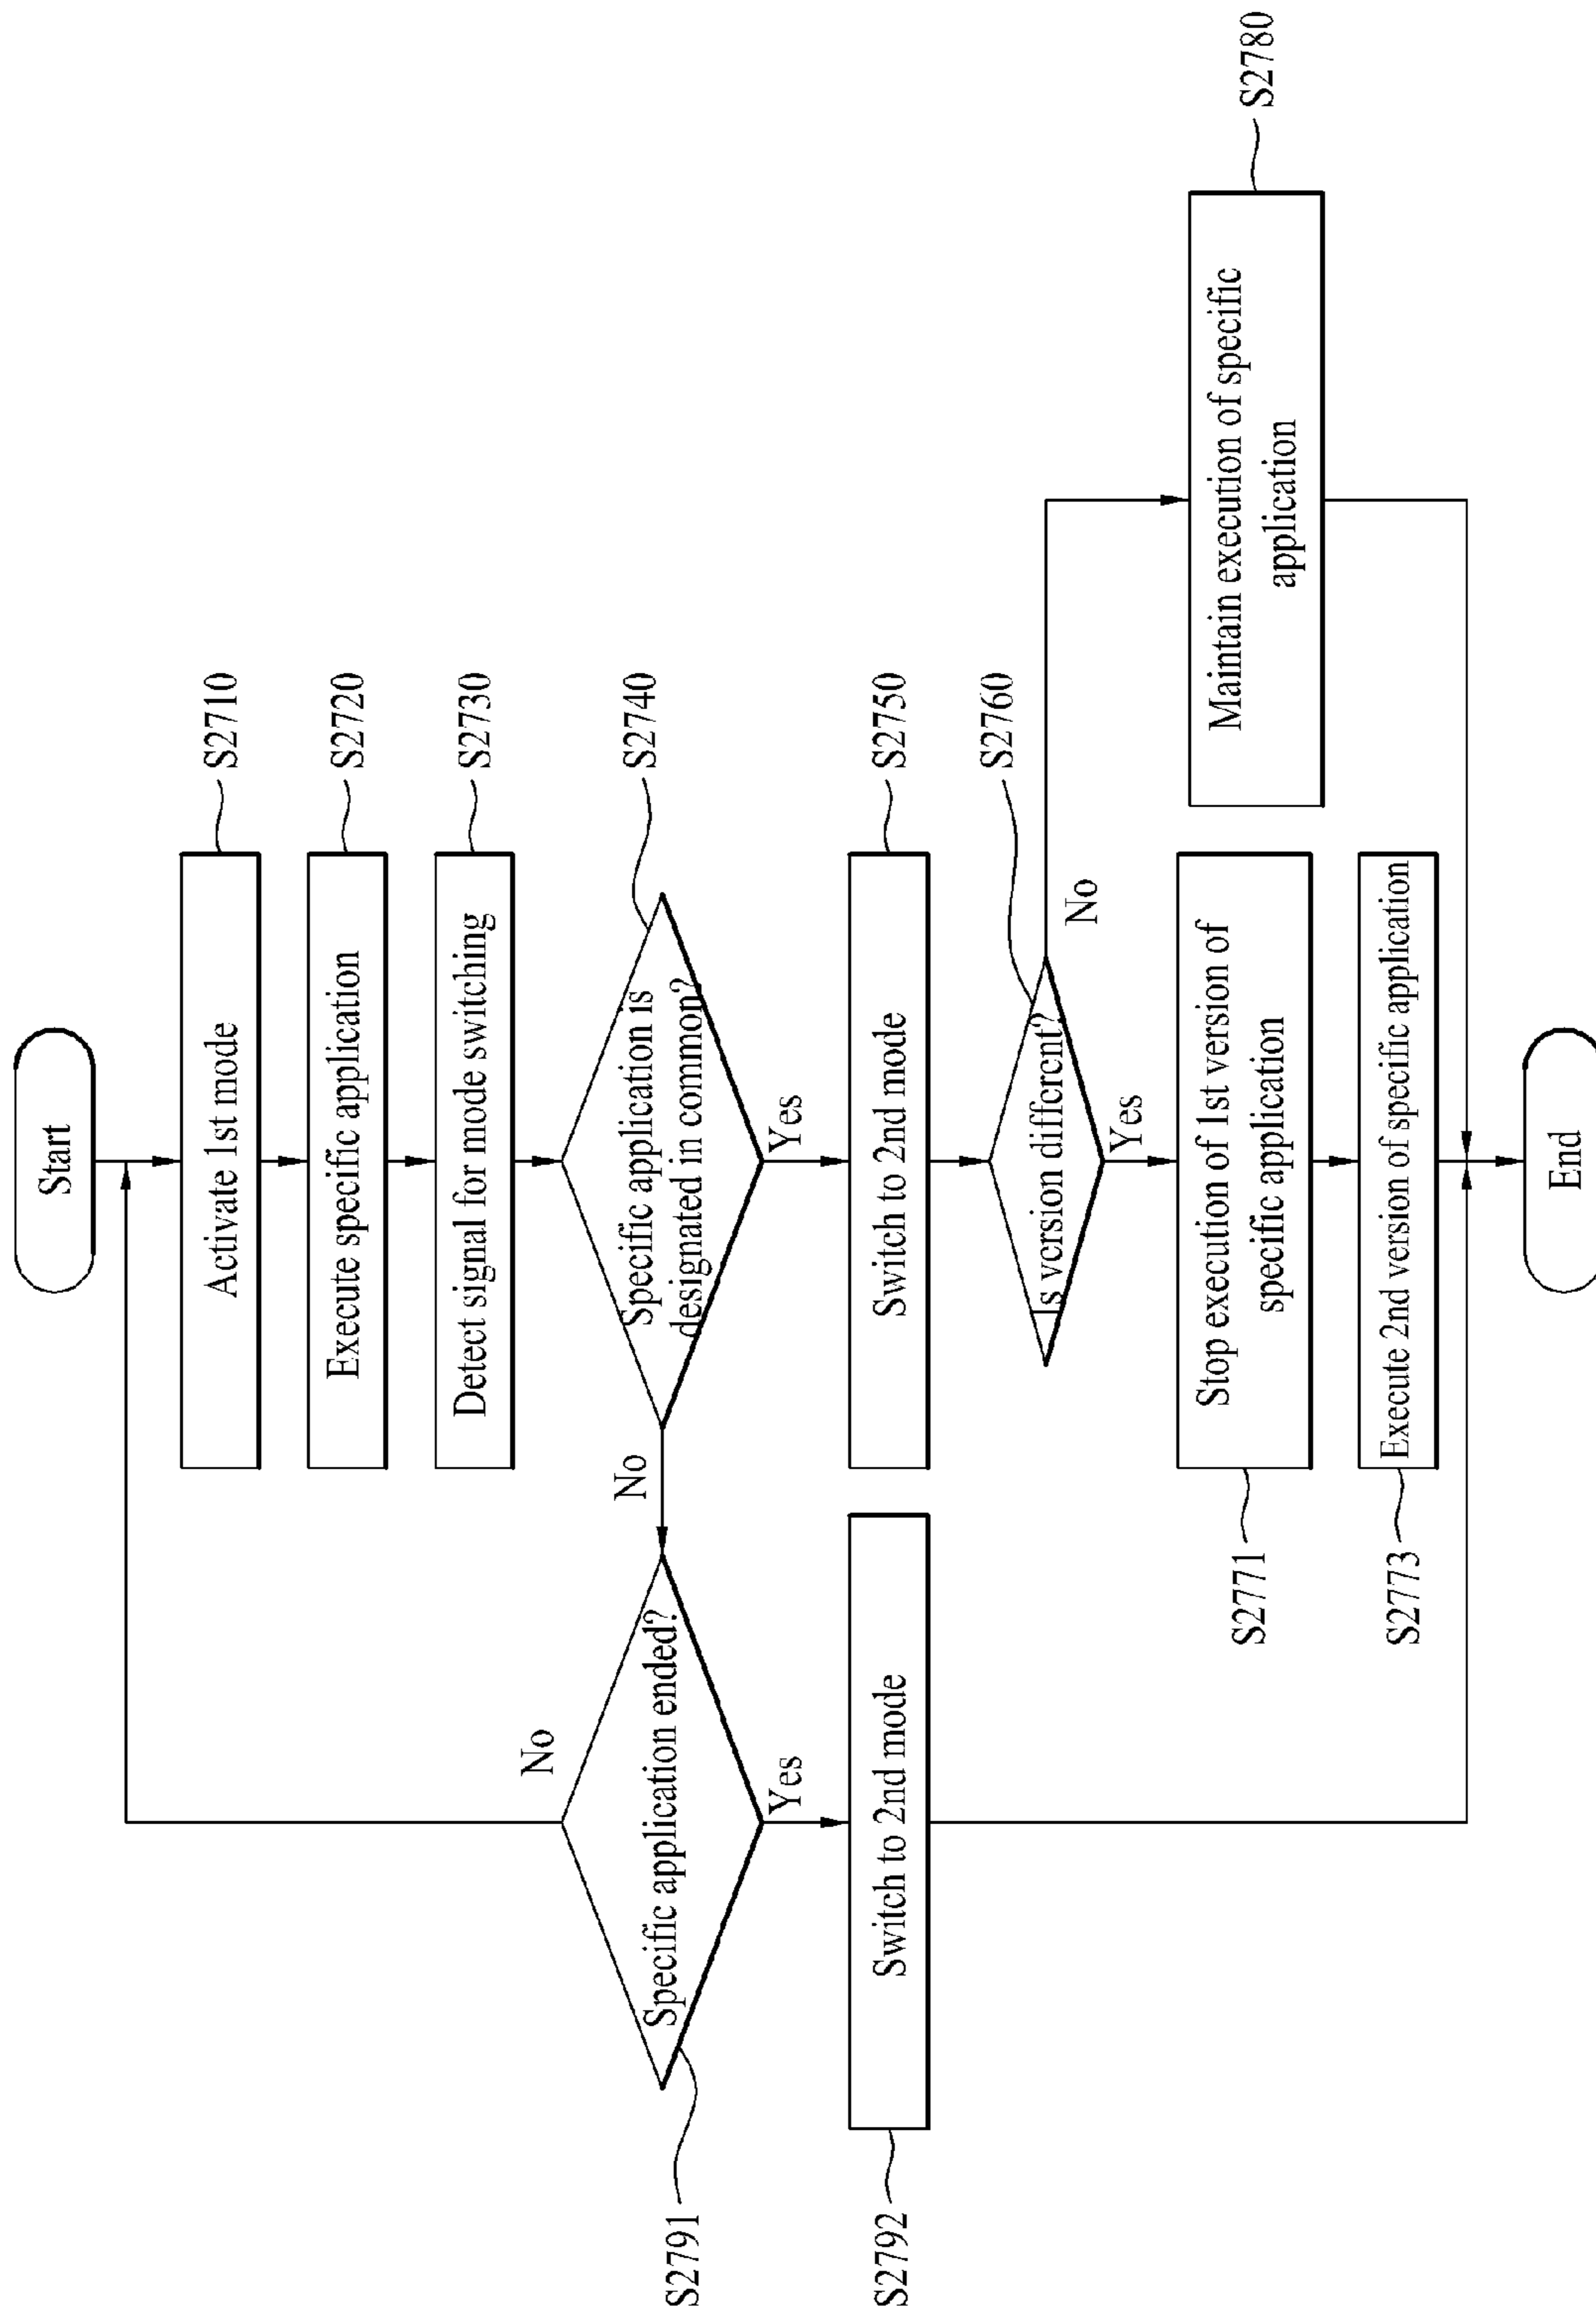 Start
Activate 1st mode
S2710
Execute specific application
S2720
Detect signal for mode switching
S2730
Specific application is
designated in common?
S2740
No
Yes
Specific application ended?
S2791
No
Yes
Switch to 2nd mode
S2792
Switch to 2nd mode
S2750
Is version different?
S2760
No
Yes
Stop execution of 1st version of
specific application
S2771
Maintain execution of specific
application
S2780
Execute 2nd version of specific application
S2773
End